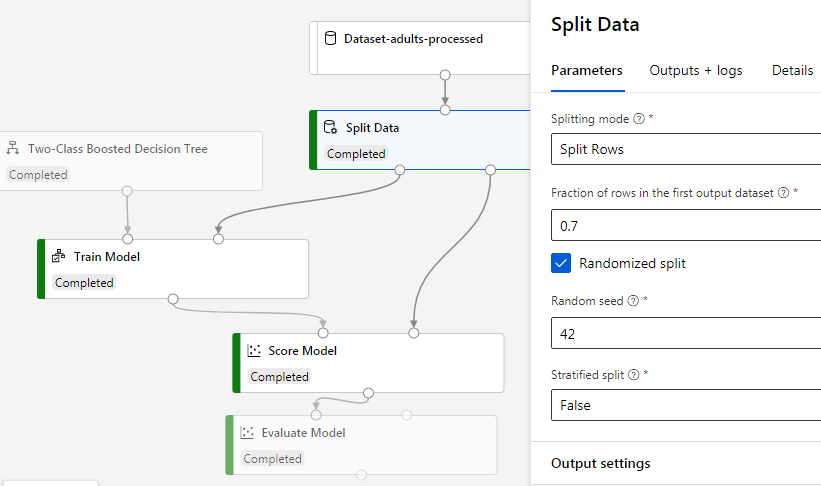 Dataset-adults-processed
Split Data
Completed
Two-Class Boosted Decision Tree
Completed
Train Model
Completed
Score Model
Completed
Evaluate Model
Completed
Split Data
Parameters Outputs + logs Details
Splitting mode ? *
Split Rows
Fraction of rows in the first output dataset ? *
0.7
Randomized split
Random seed ? *
42
Stratified split ? *
False
Output settings